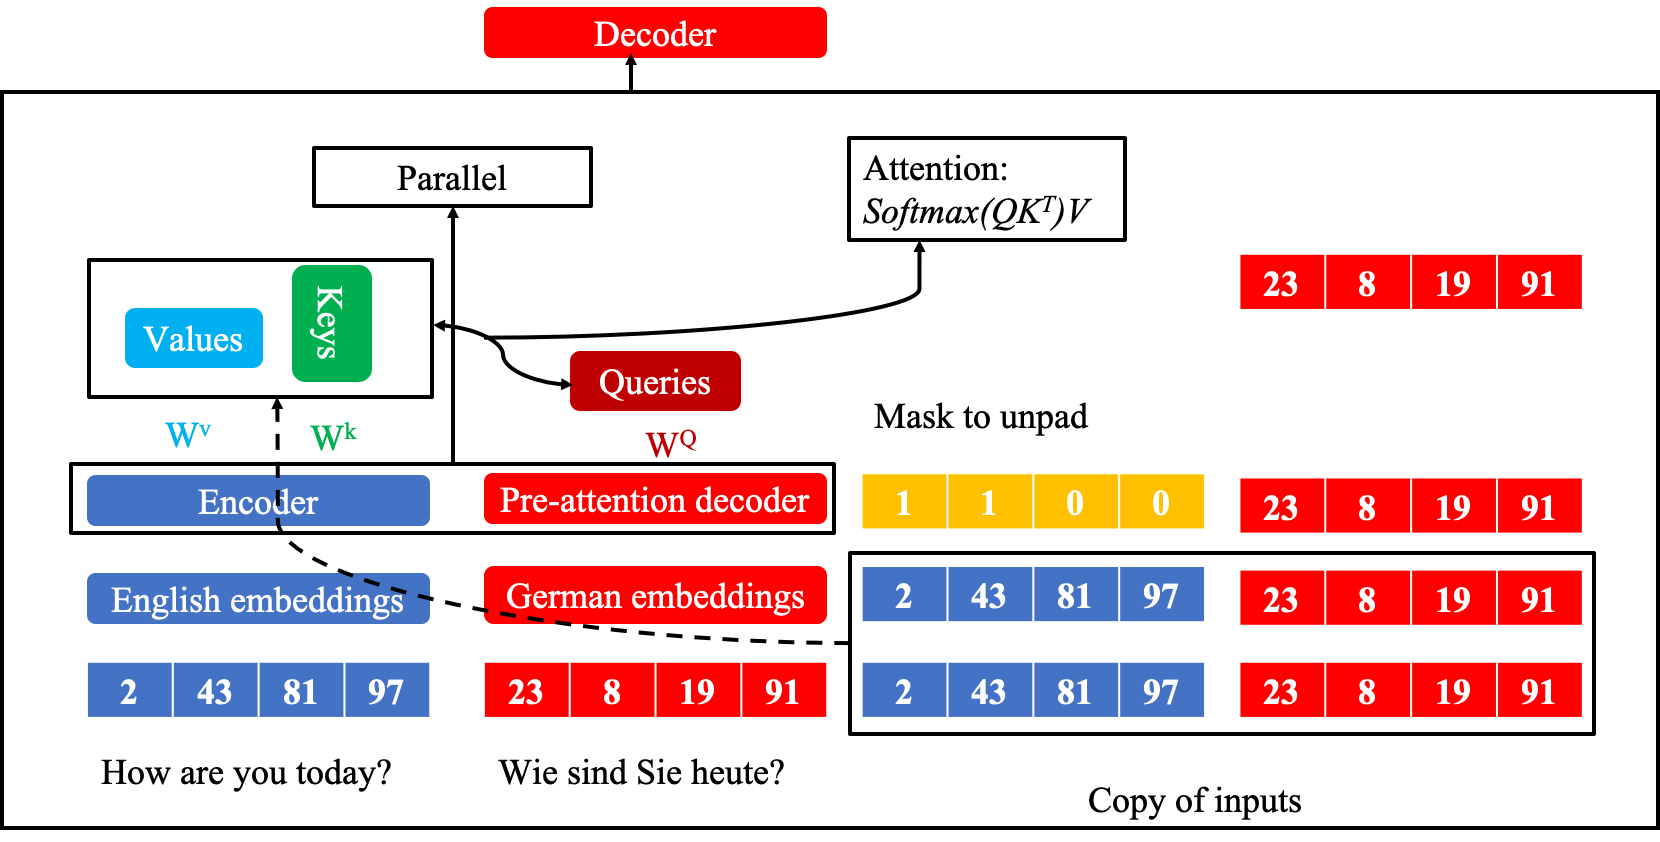 Decoder
Parallel
Attention:
Softmax(QK^T)V
23 8 19 91
Values
Keys
Queries
Mask to unpad
W^v
W^k
W^Q
Encoder
Pre-attention decoder
1 1 0 0
23 8 19 91
English embeddings
German embeddings
2 43 81 97
23 8 19 91
2 43 81 97
23 8 19 91
2 43 81 97
23 8 19 91
How are you today?
Wie sind Sie heute?
Copy of inputs